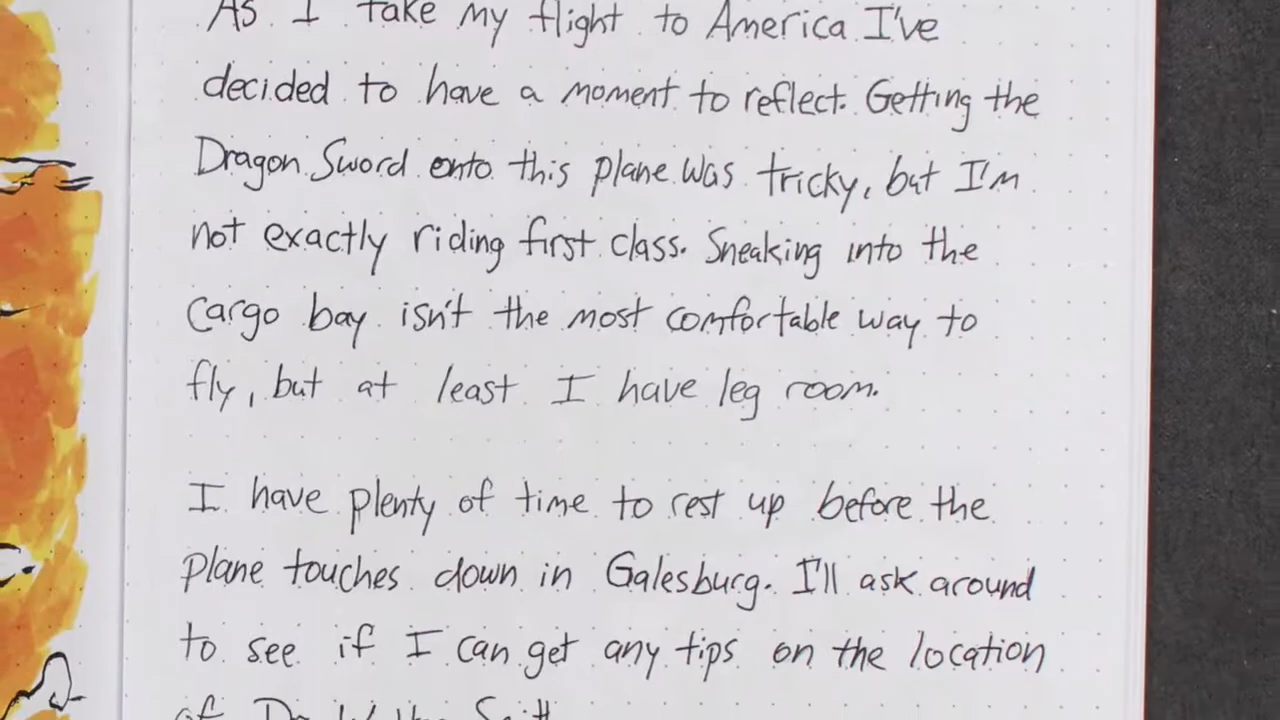 As I take my flight to America I've
decided to have a moment to reflect. Getting the
Dragon Sword onto this plane was tricky, but I'm
not exactly riding first class. Sneaking into the
cargo bay isn't the most comfortable way to
fly, but at least I have leg room.
I have plenty of time to rest up before the
plane touches down in Galesburg. I'll ask around
to see if I can get any tips on the location
of Dr.